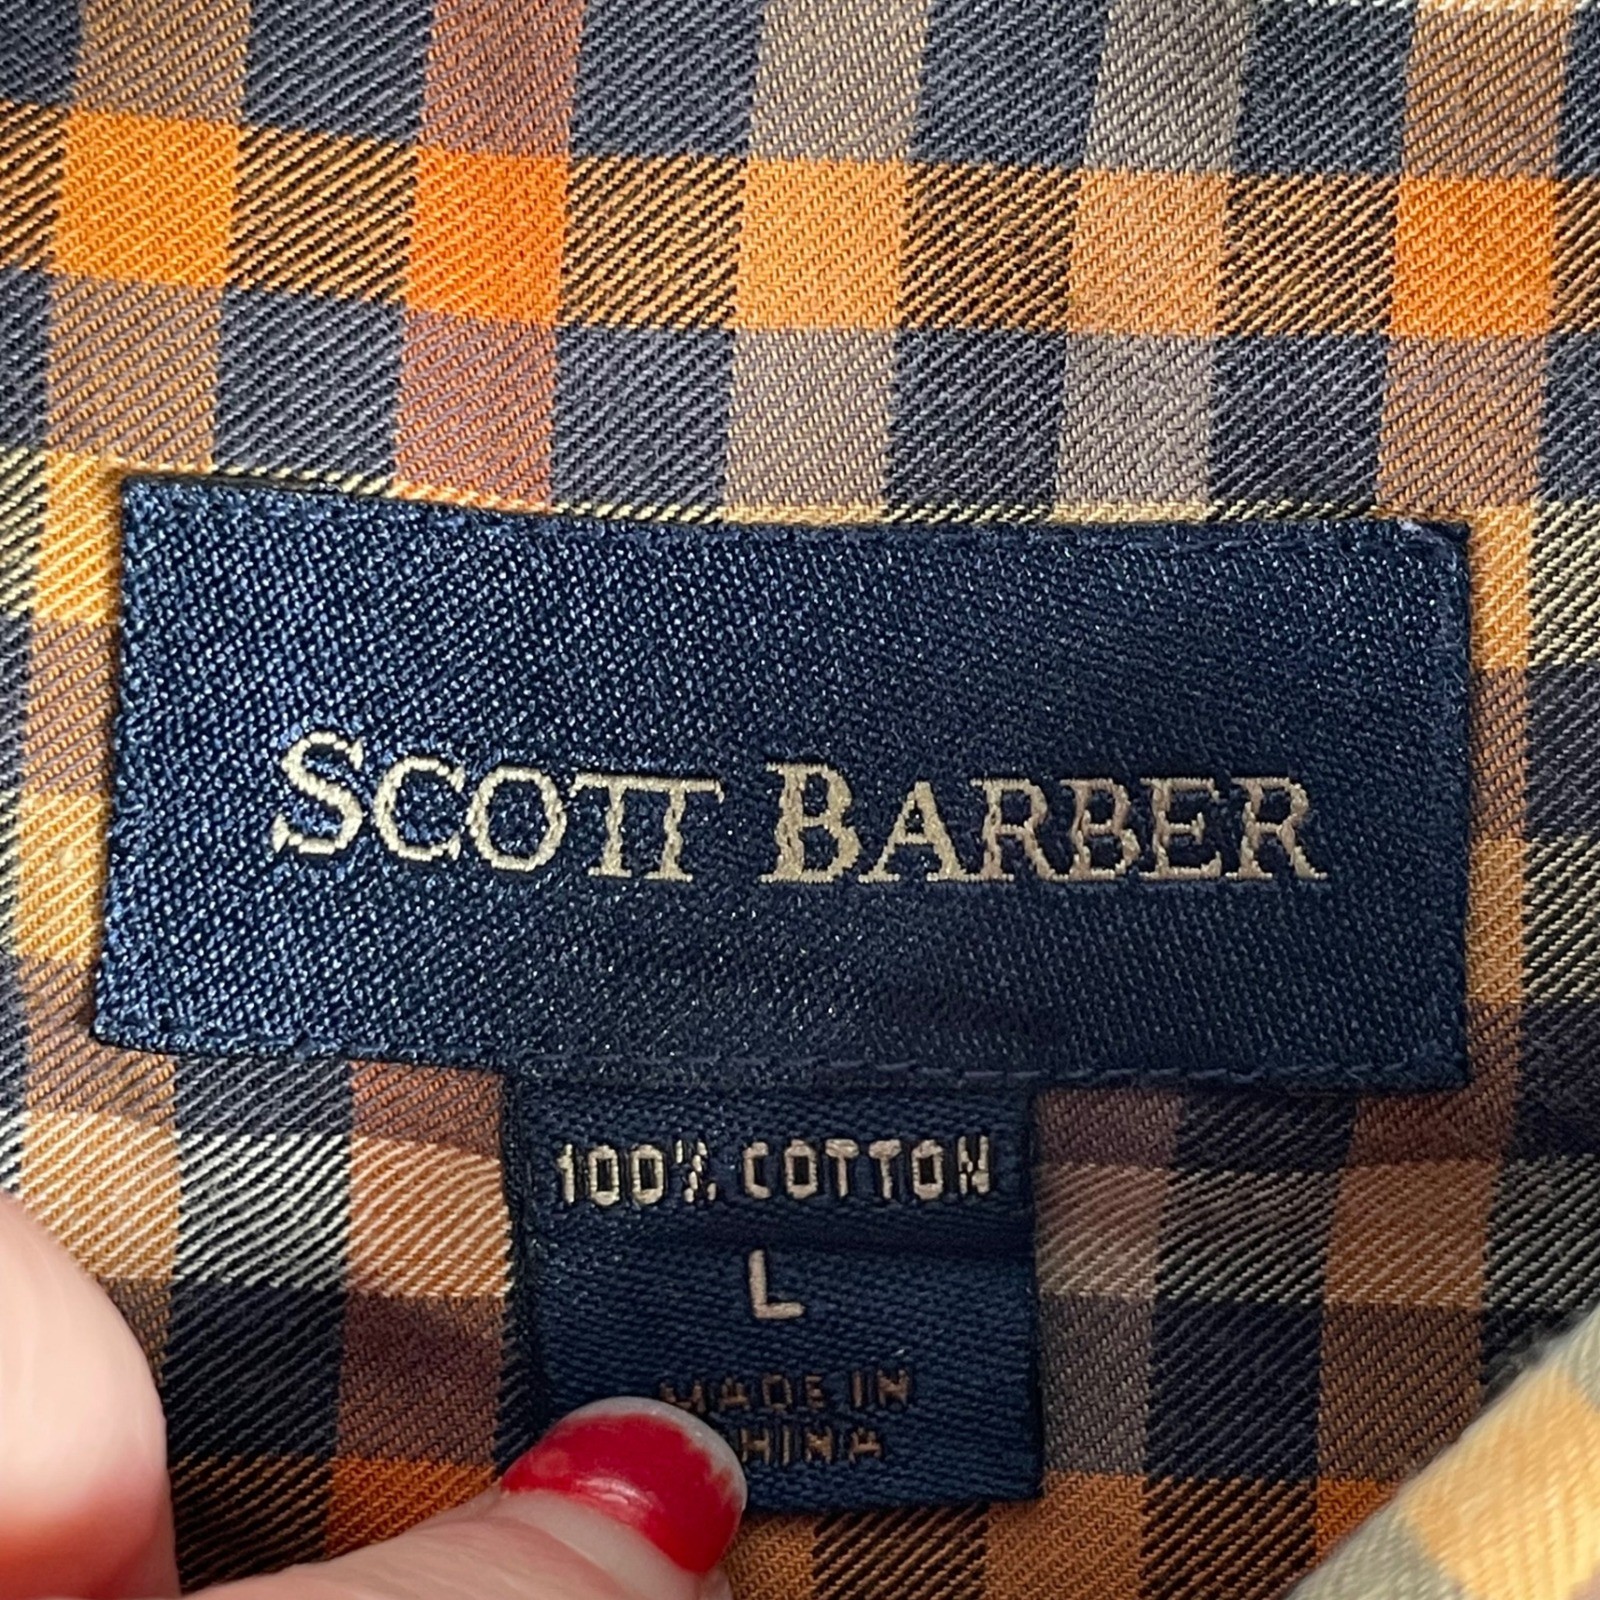 SCOTT BARBER
100% COTTON
L
MADE IN
CHINA